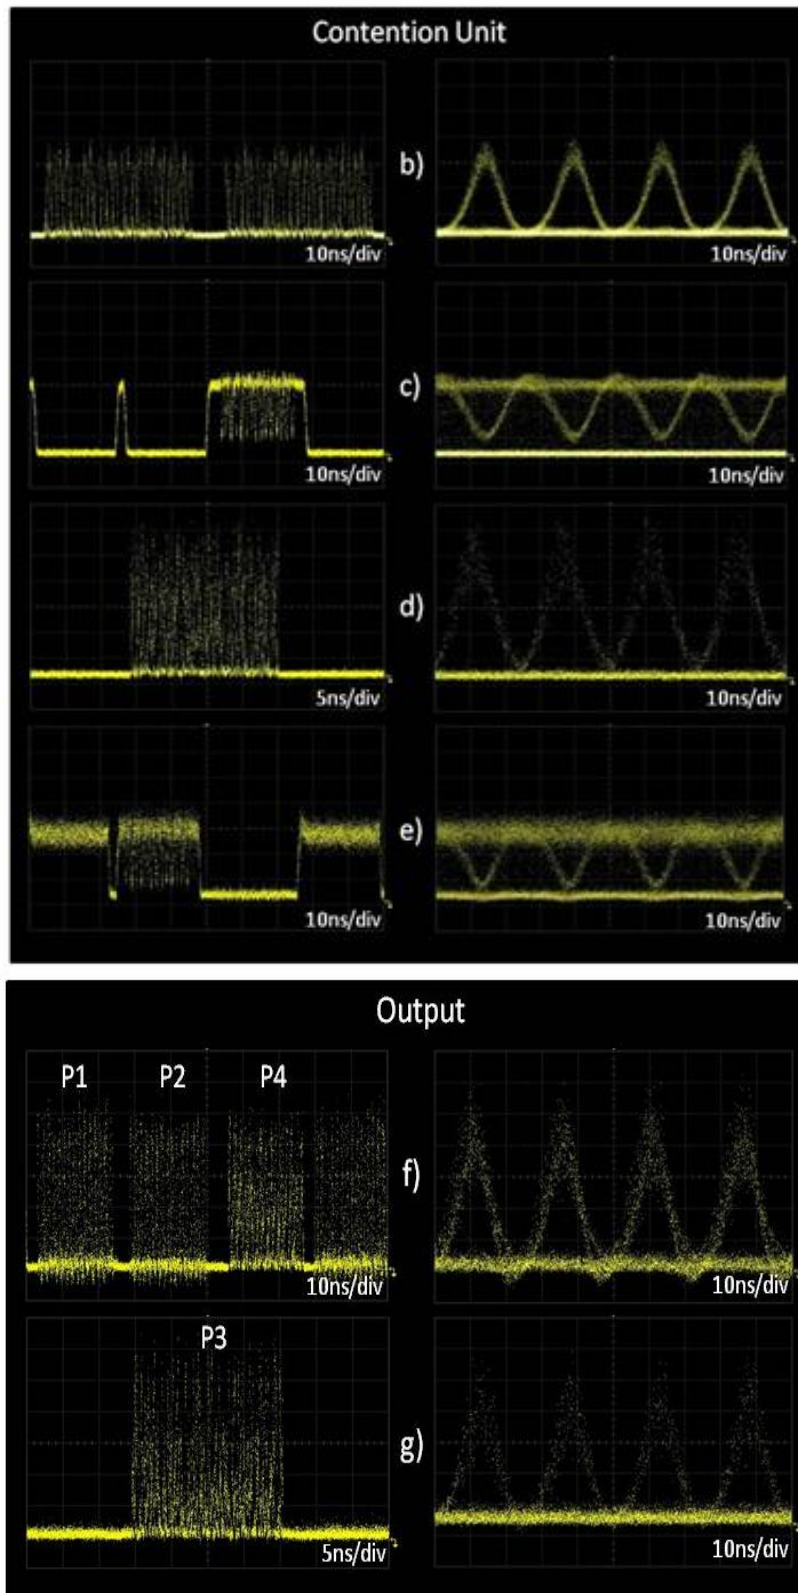 Contention Unit
b)
10ns/div
10ns/div
c)
10ns/div
10ns/div
d)
5ns/div
10ns/div
e)
10ns/div
10ns/div
Output
P1 P2 P4
f)
10ns/div
10ns/div
P3
g)
5ns/div
10ns/div